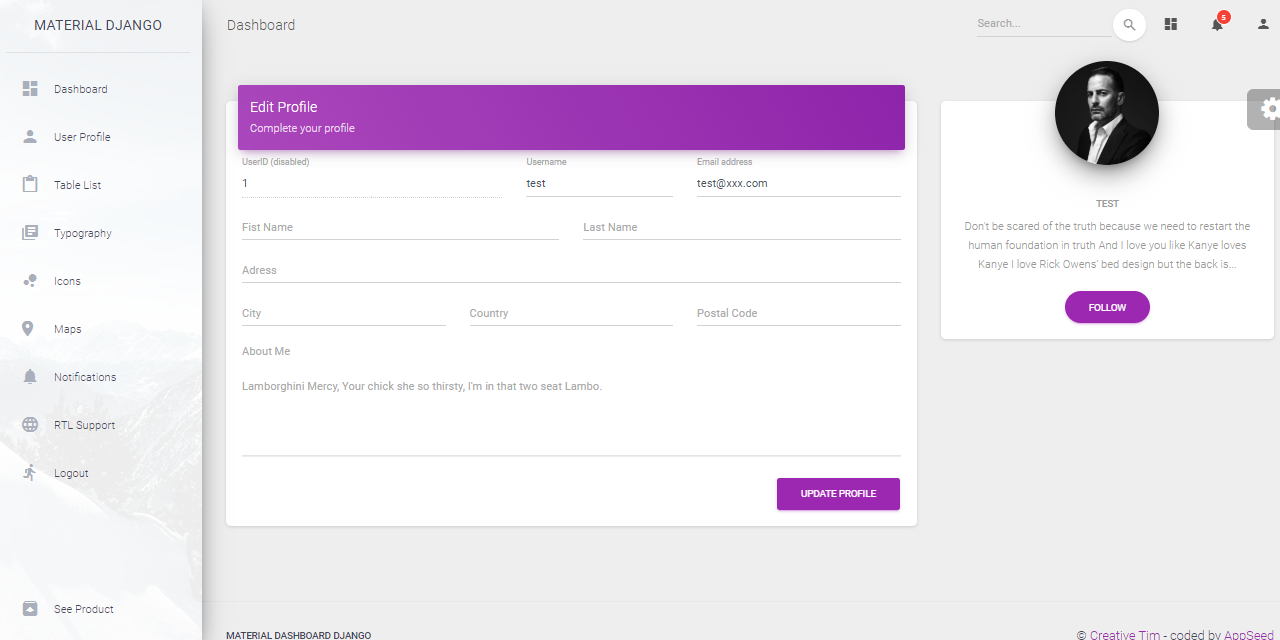 MATERIAL DJANGO
Dashboard
User Profile
Table List
Typography
Icons
Maps
Notifications
RTL Support
Logout
See Product
Dashboard
Search...
5
Edit Profile
Complete your profile
UserID (disabled)
Username
Email address
1
test
test@xxx.com
Fist Name
Last Name
Adress
City
Country
Postal Code
About Me
Lamborghini Mercy, Your chick she so thirsty, I'm in that two seat Lambo.
UPDATE PROFILE
TEST
Don't be scared of the truth because we need to restart the
human foundation in truth And I love you like Kanye loves
Kanye I love Rick Owens' bed design but the back is...
FOLLOW
MATERIAL DASHBOARD DJANGO
© Creative Tim - coded by AppSeed